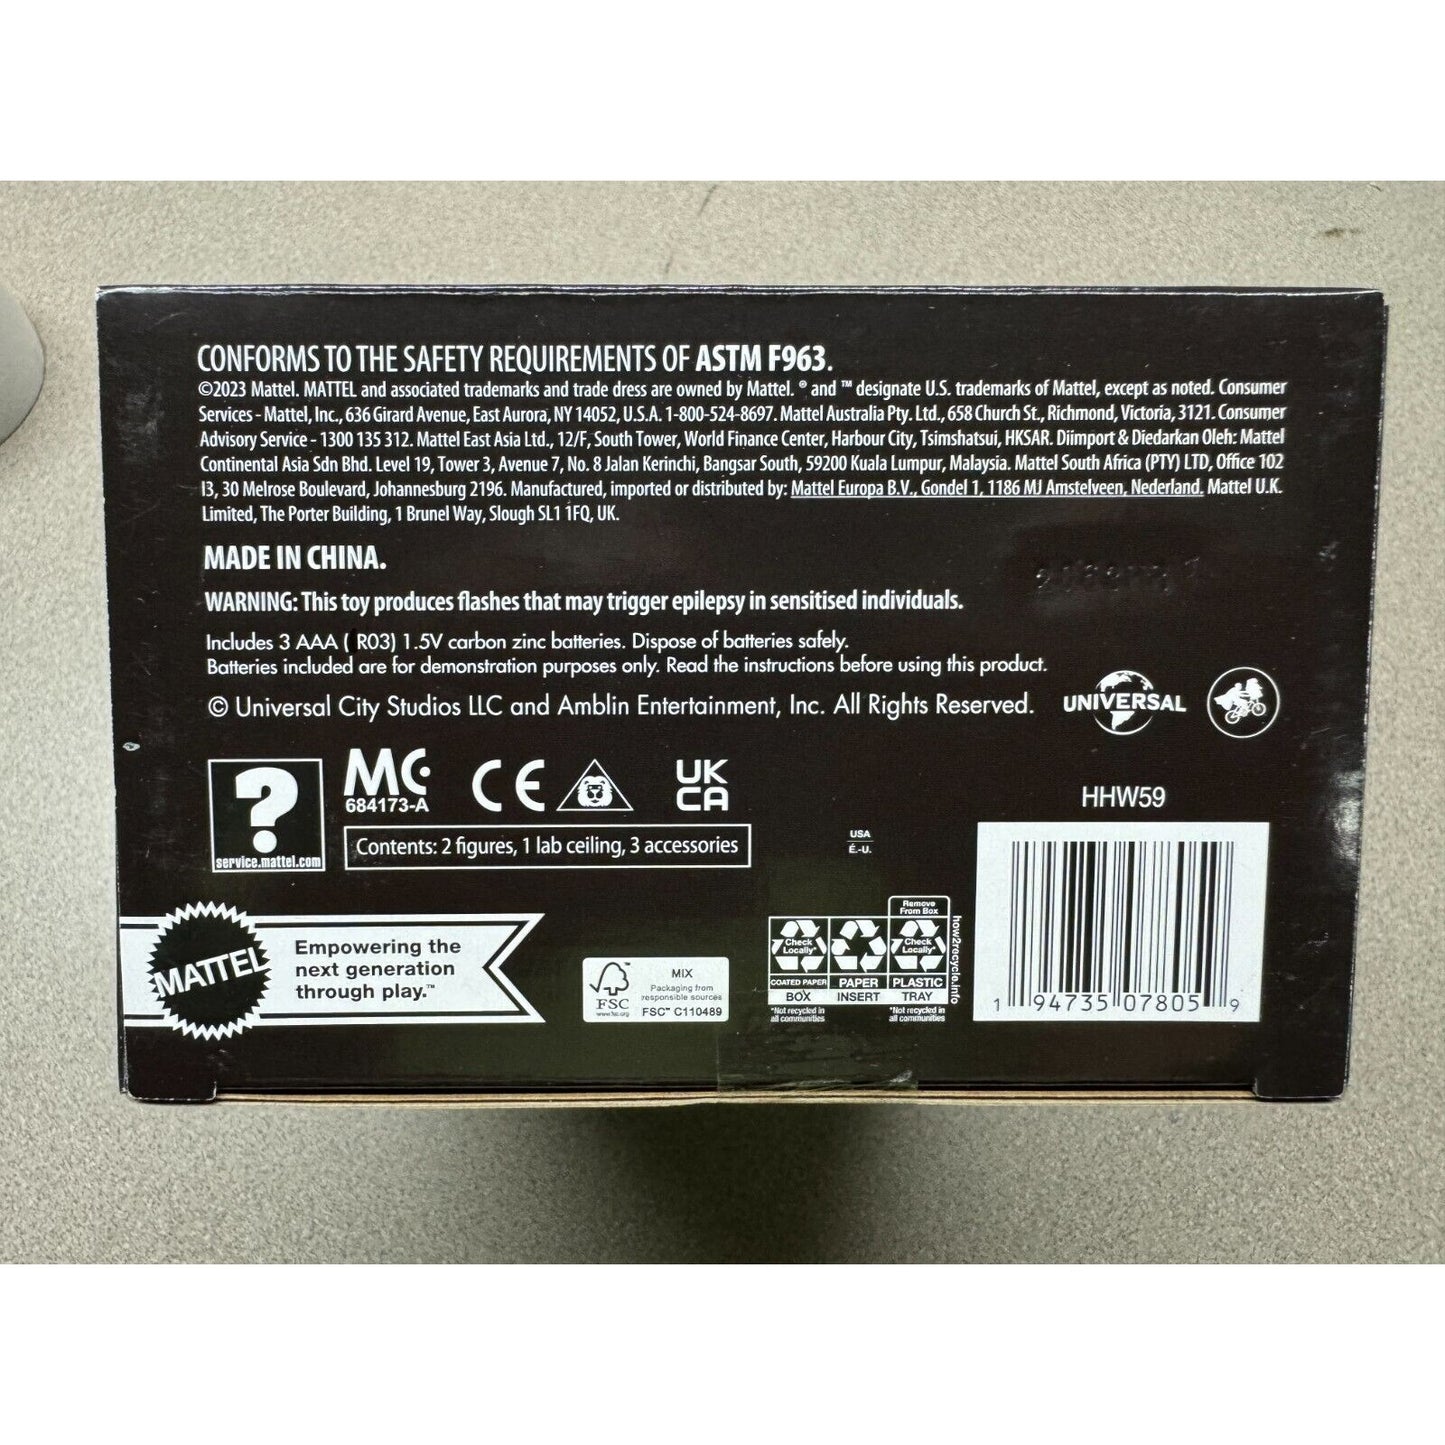 CONFORMS TO THE SAFETY REQUIREMENTS OF ASTM F963.
©2023 Mattel. MATTEL and associated trademarks and trade dress are owned by Mattel. ® and ™ designate U.S. trademarks of Mattel, except as noted. Consumer
Services - Mattel, Inc., 636 Girard Avenue, East Aurora, NY 14052, U.S.A. 1-800-524-8697. Mattel Australia Pty. Ltd., 658 Church St., Richmond, Victoria, 3121. Consumer
Advisory Service - 1300 135 312. Mattel East Asia Ltd., 12/F, South Tower, World Finance Center, Harbour City, Tsimshatsui, HKSAR. Diimport & Diedarkan Oleh: Mattel
Continental Asia Sdn Bhd. Level 19, Tower 3, Avenue 7, No. 8 Jalan Kerinchi, Bangsar South, 59200 Kuala Lumpur, Malaysia. Mattel South Africa (PTY) LTD, Office 102
I3, 30 Melrose Boulevard, Johannesburg 2196. Manufactured, imported or distributed by: Mattel Europa B.V., Gondel 1, 1186 MJ Amstelveen, Nederland. Mattel U.K.
Limited, The Porter Building, 1 Brunel Way, Slough SL1 1FQ, UK.
MADE IN CHINA.
WARNING: This toy produces flashes that may trigger epilepsy in sensitised individuals.
Includes 3 AAA ( R03) 1.5V carbon zinc batteries. Dispose of batteries safely.
Batteries included are for demonstration purposes only. Read the instructions before using this product.
© Universal City Studios LLC and Amblin Entertainment, Inc. All Rights Reserved.
UNIVERSAL
?
service.mattel.com
MC
684173-A
CE
UK
CA
Contents: 2 figures, 1 lab ceiling, 3 accessories
USA
É.-U.
HHW59
1 94735 07805 9
MATTEL
Empowering the
next generation
through play.™
FSC
www.fsc.org
MIX
Packaging from
responsible sources
FSC™ C110489
Remove
From Box
Check
Locally*
Check
Locally*
COATED PAPER
PAPER
PLASTIC
BOX
INSERT
TRAY
*Not recycled in
all communities
*Not recycled in
all communities
how2recycle.info